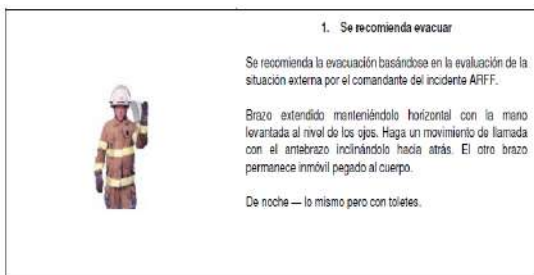 1. Se recomienda evacuar
Se recomienda la evacuación basándose en la evaluación de la
situación externa por el comandante del incidente ARFF.
Brazo extendido manteniéndolo horizontal con la mano
levantada al nivel de los ojos. Haga un movimiento de llamada
con el antebrazo inclinándolo hacia atrás. El otro brazo
permanece inmóvil pegado al cuerpo.
De noche — lo mismo pero con toletes.